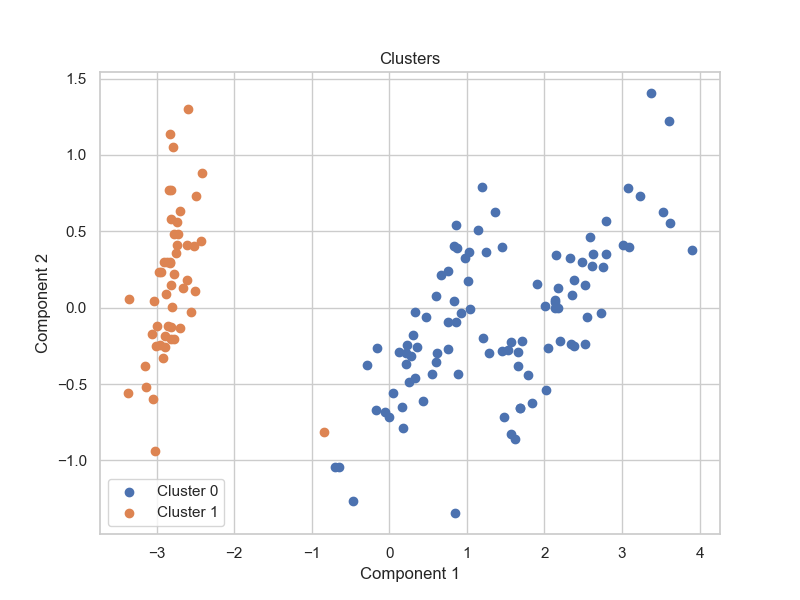 Clusters
1.5
1.0
0.5
0.0
−0.5
−1.0
Component 2
Cluster 0
Cluster 1
−3 −2 −1 0 1 2 3 4
Component 1